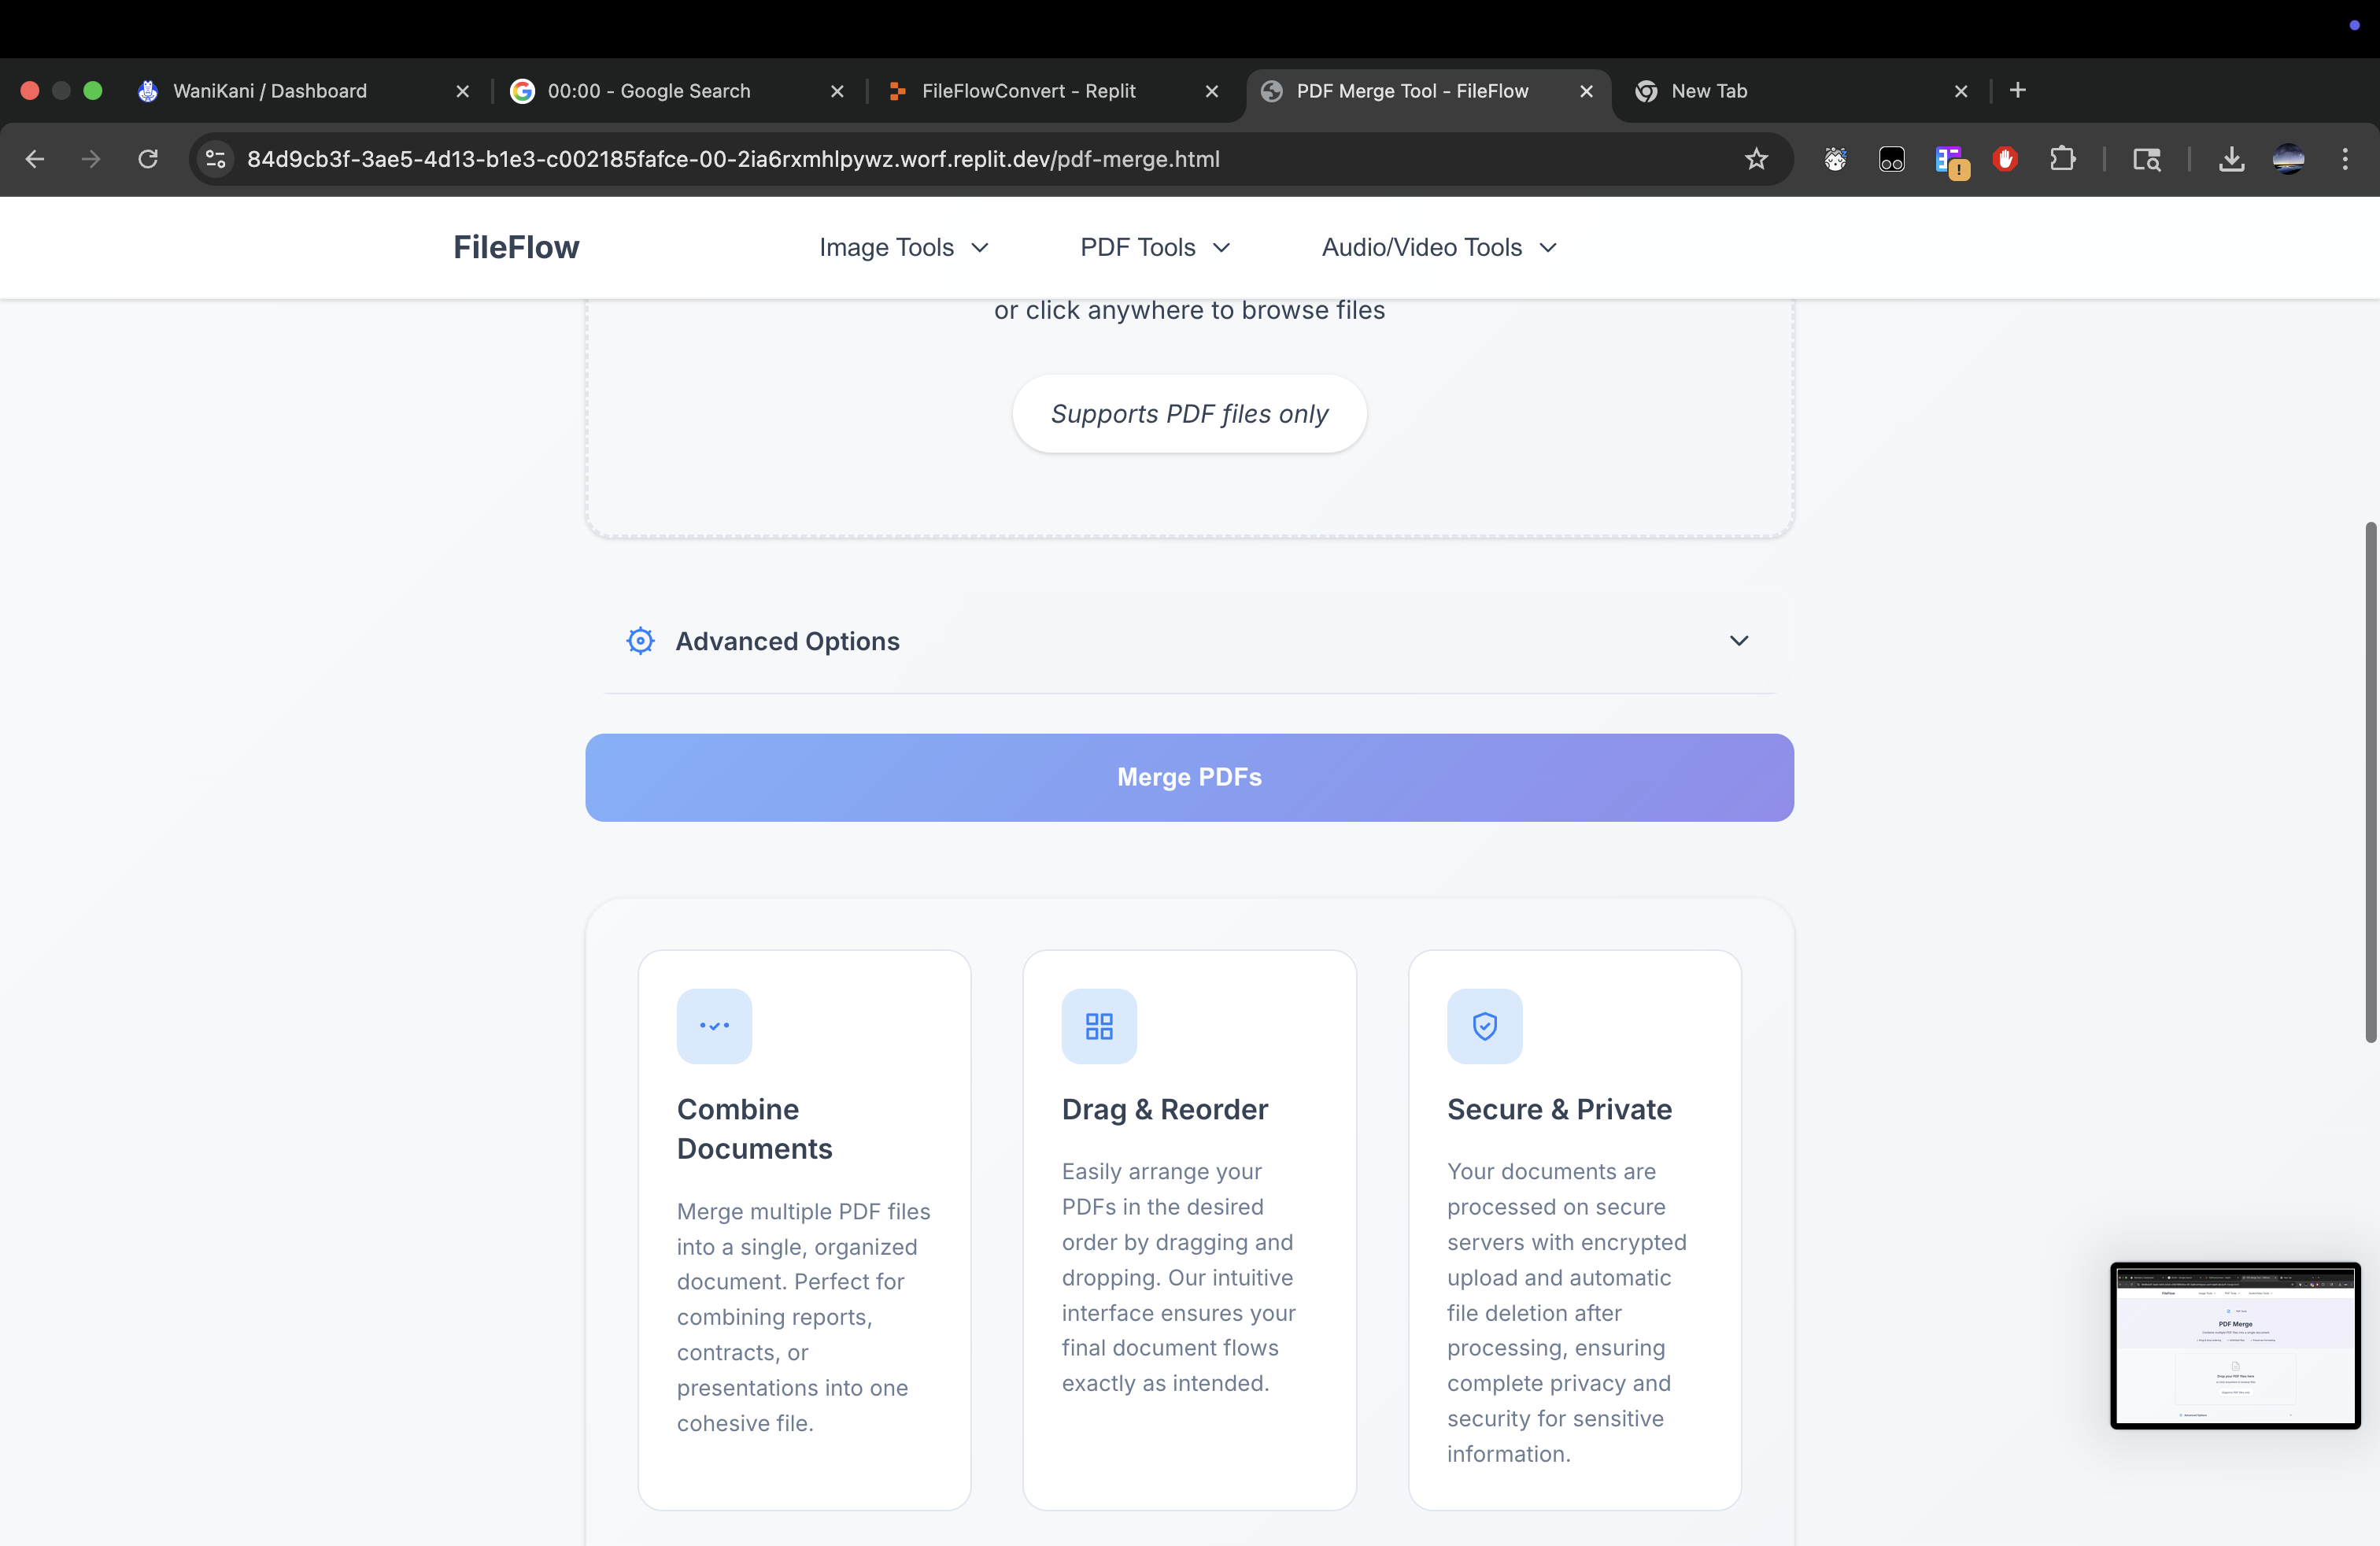 WaniKani / Dashboard
00:00 - Google Search
FileFlowConvert - Replit
PDF Merge Tool - FileFlow
New Tab
84d9cb3f-3ae5-4d13-b1e3-c002185fafce-00-2ia6rxmhlpywz.worf.replit.dev/pdf-merge.html
FileFlow
Image Tools
PDF Tools
Audio/Video Tools
or click anywhere to browse files
Supports PDF files only
Advanced Options
Merge PDFs
Combine
Documents
Merge multiple PDF files
into a single, organized
document. Perfect for
combining reports,
contracts, or
presentations into one
cohesive file.
Drag & Reorder
Easily arrange your
PDFs in the desired
order by dragging and
dropping. Our intuitive
interface ensures your
final document flows
exactly as intended.
Secure & Private
Your documents are
processed on secure
servers with encrypted
upload and automatic
file deletion after
processing, ensuring
complete privacy and
security for sensitive
information.
PDF Merge